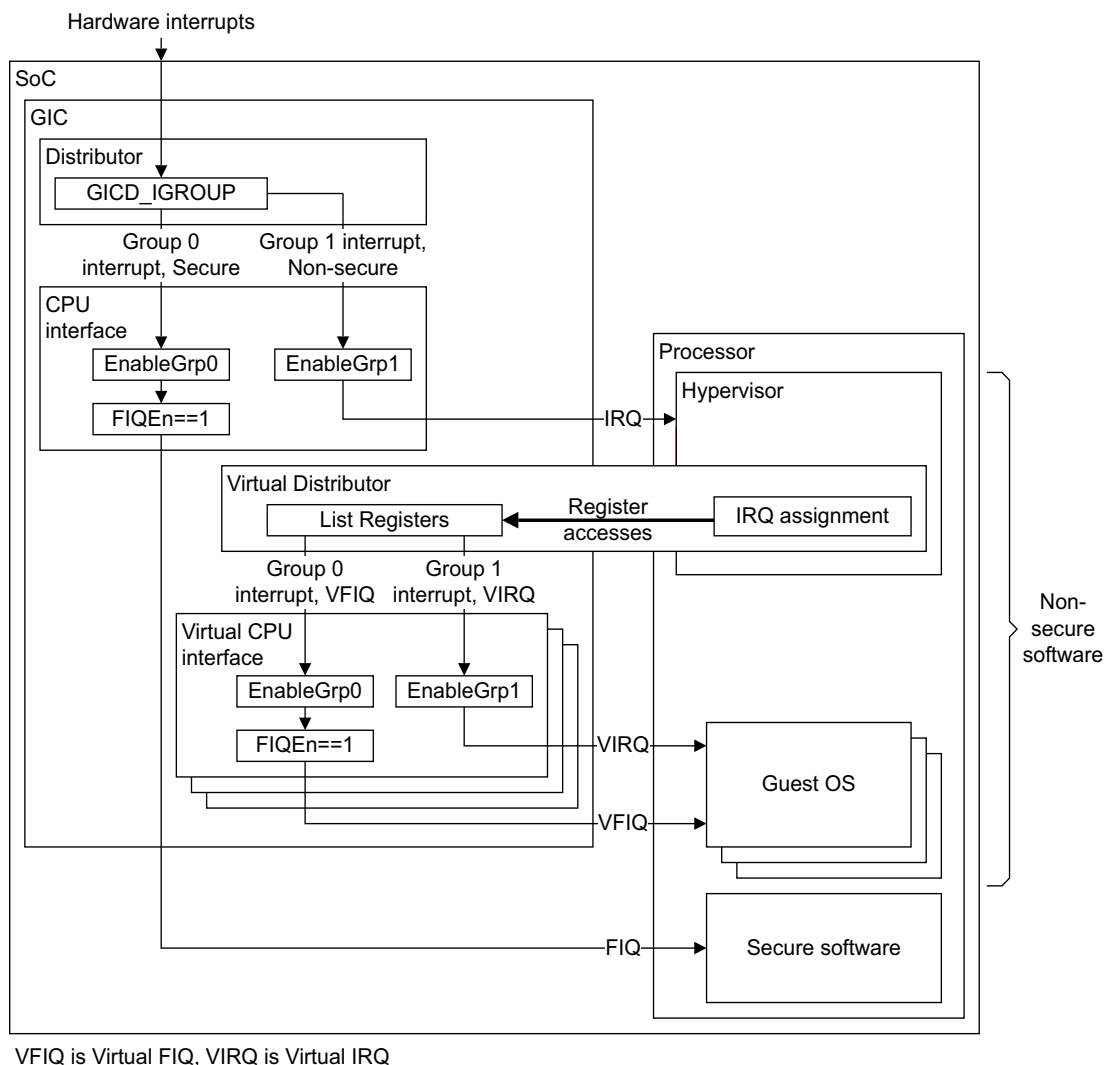 Hardware interrupts
SoC
GIC
Distributor
GICD_IGROUP
Group 0
interrupt, Secure
Group 1 interrupt,
Non-secure
CPU
interface
EnableGrp0
EnableGrp1
FIQEn==1
IRQ
Processor
Hypervisor
Virtual Distributor
List Registers
Register
accesses
IRQ assignment
Group 0
interrupt, VFIQ
Group 1
interrupt, VIRQ
Virtual CPU
interface
EnableGrp0
EnableGrp1
FIQEn==1
VIRQ
VFIQ
Guest OS
Non-
secure
software
FIQ
Secure software
VFIQ is Virtual FIQ, VIRQ is Virtual IRQ